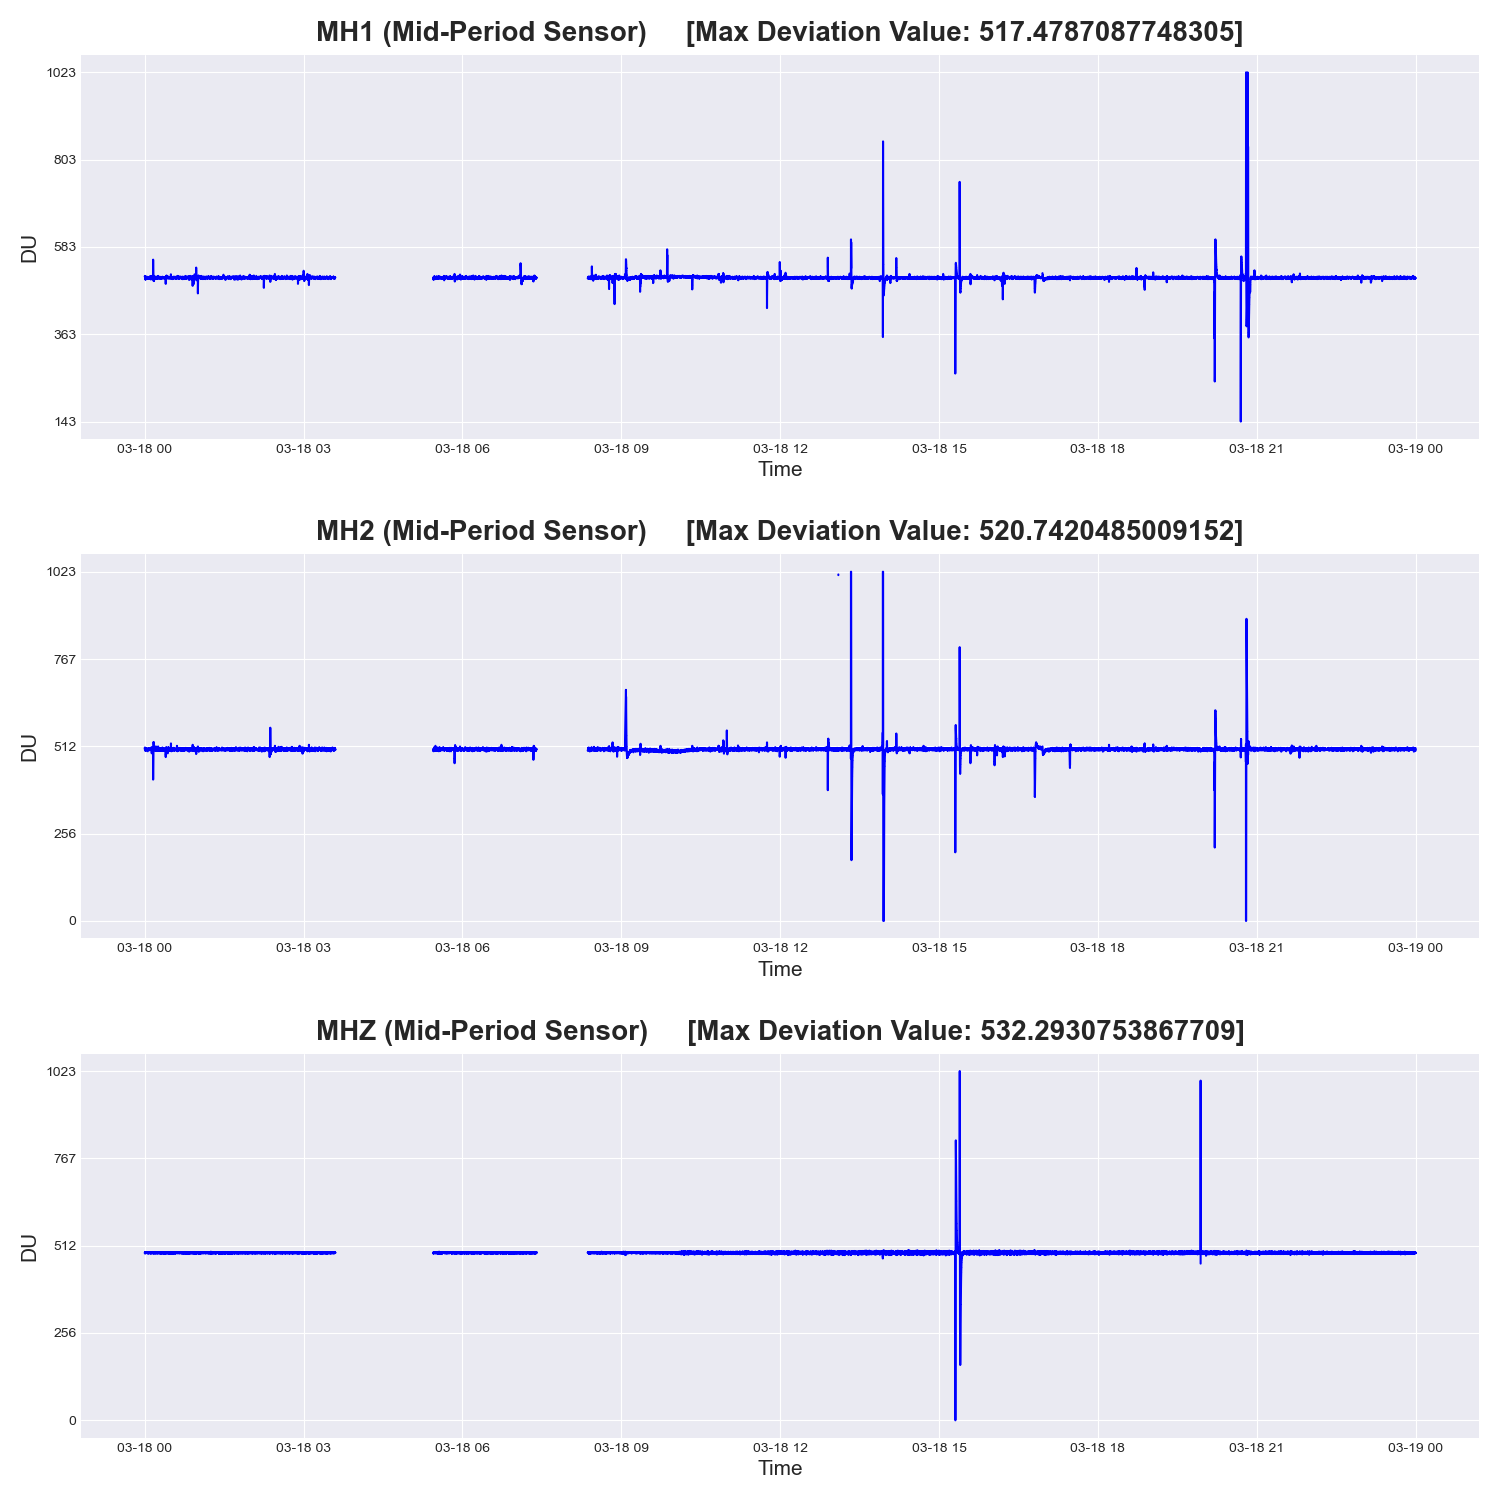 MH1 (Mid-Period Sensor) [Max Deviation Value: 517.4787087748305]
1023
803
583
363
143
DU
03-18 00 03-18 03 03-18 06 03-18 09 03-18 12 03-18 15 03-18 18 03-18 21 03-19 00
Time
MH2 (Mid-Period Sensor) [Max Deviation Value: 520.7420485009152]
1023
767
512
256
0
DU
03-18 00 03-18 03 03-18 06 03-18 09 03-18 12 03-18 15 03-18 18 03-18 21 03-19 00
Time
MHZ (Mid-Period Sensor) [Max Deviation Value: 532.2930753867709]
1023
767
512
256
0
DU
03-18 00 03-18 03 03-18 06 03-18 09 03-18 12 03-18 15 03-18 18 03-18 21 03-19 00
Time